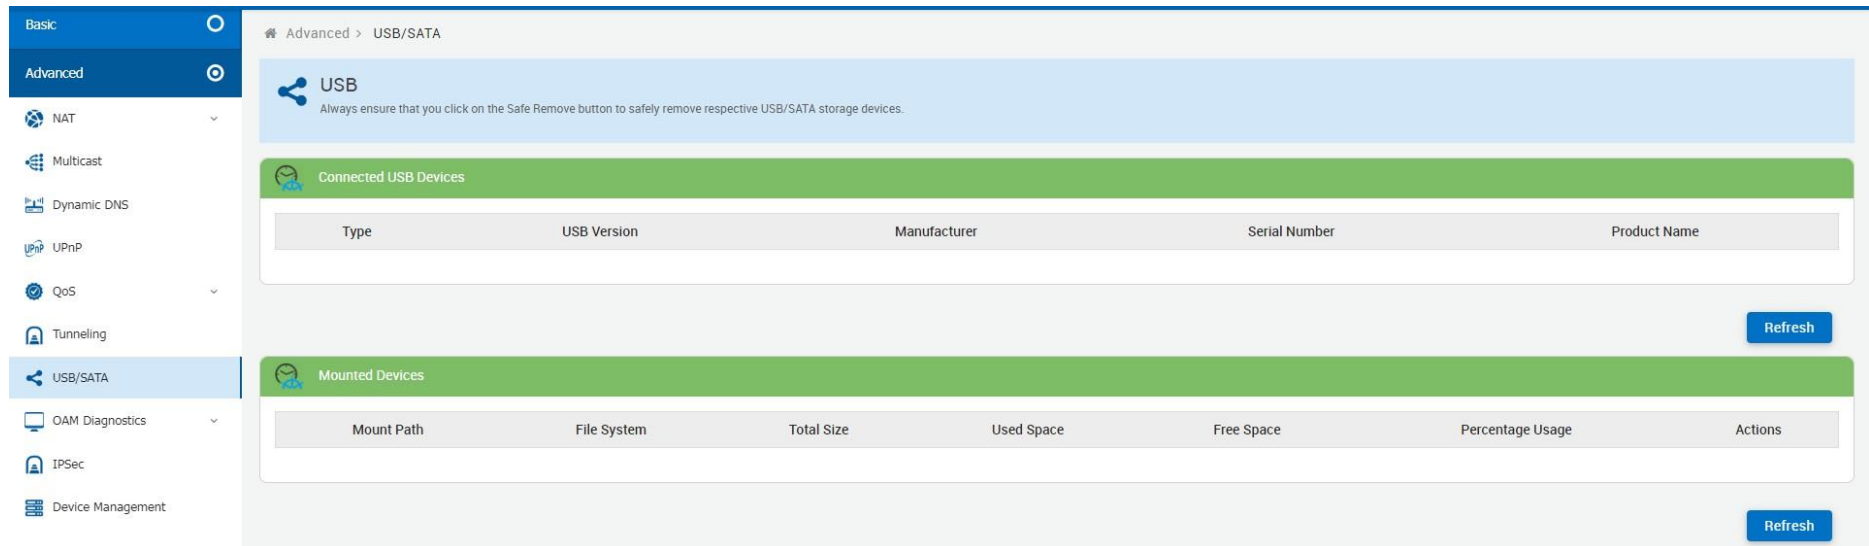 Basic
Advanced
NAT
Multicast
Dynamic DNS
UPnP UPnP
QoS
Tunneling
USB/SATA
OAM Diagnostics
IPSec
Device Management
Advanced > USB/SATA
USB
Always ensure that you click on the Safe Remove button to safely remove respective USB/SATA storage devices.
Connected USB Devices
Type USB Version Manufacturer Serial Number Product Name
Refresh
Mounted Devices
Mount Path File System Total Size Used Space Free Space Percentage Usage Actions
Refresh